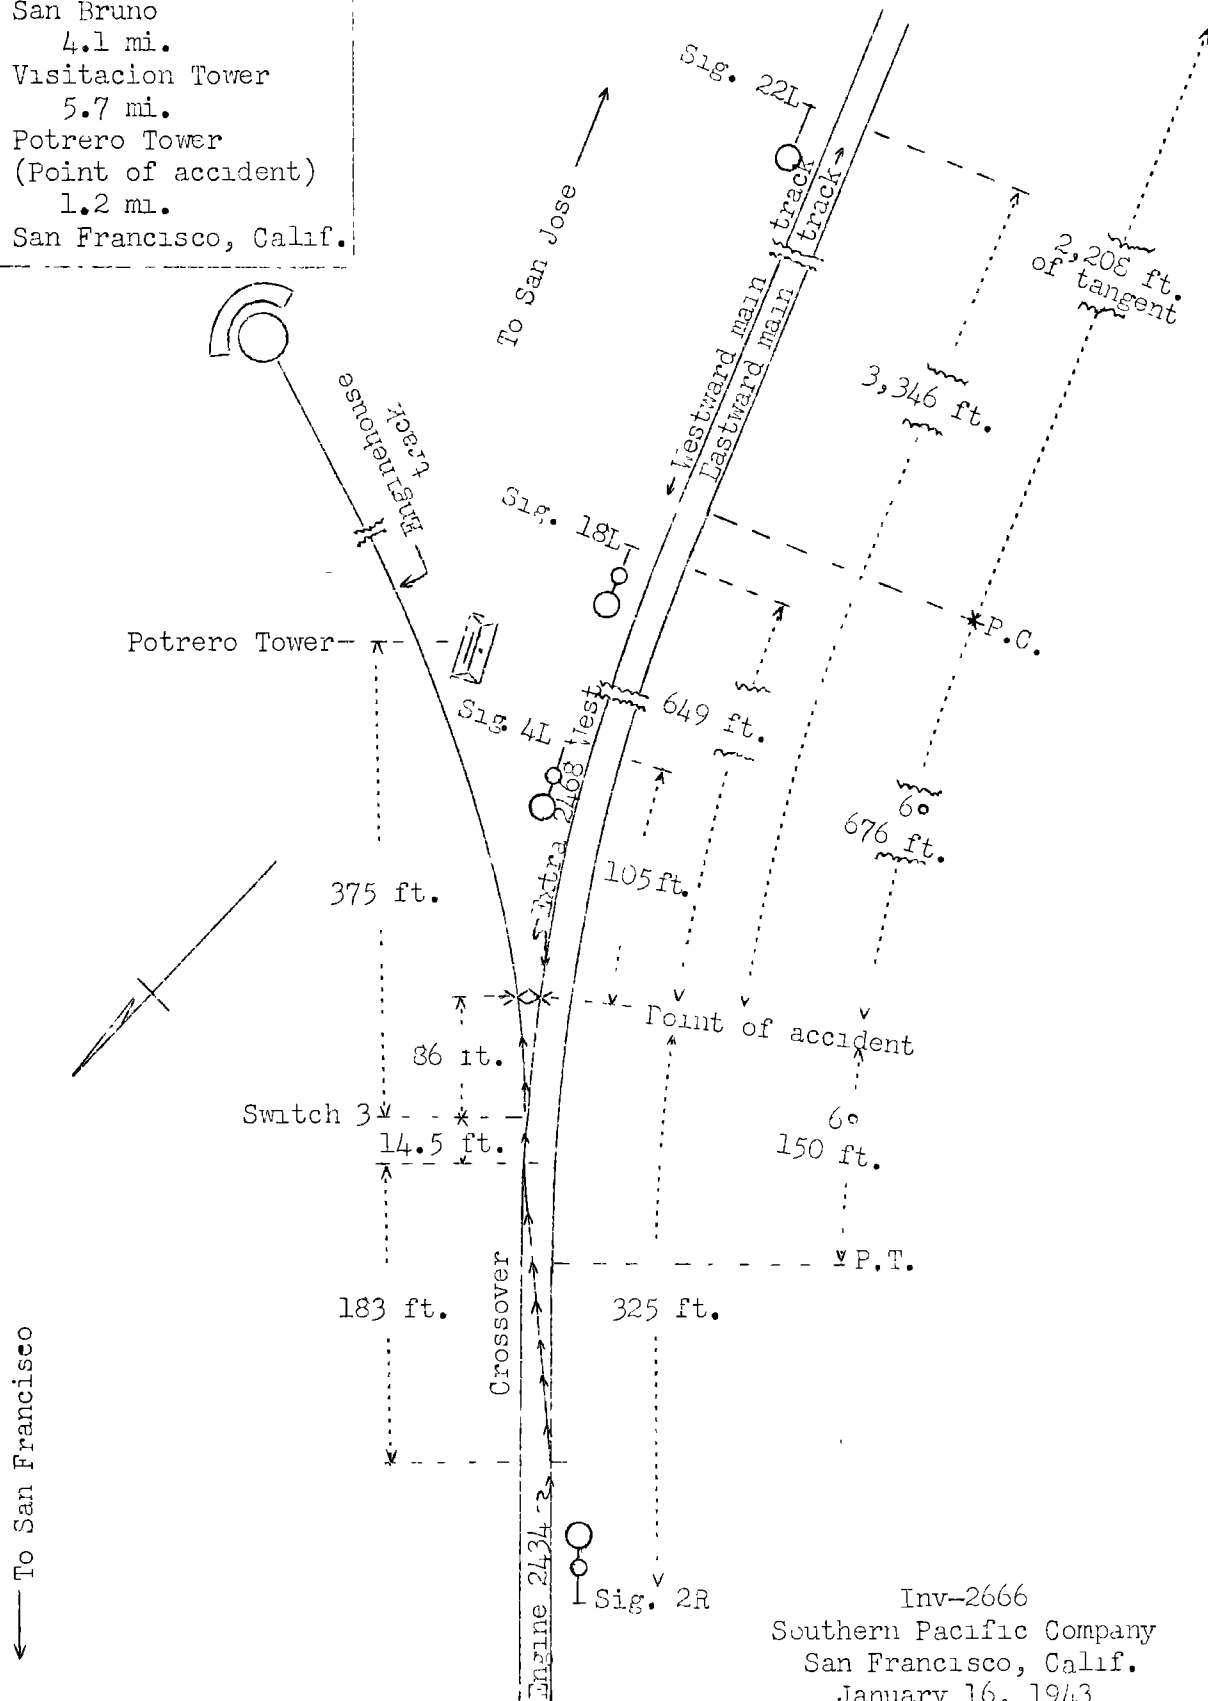 San Bruno
4.1 mi.
Visitacion Tower
5.7 mi.
Potrero Tower
(Point of accident)
1.2 mi.
San Francisco, Calif.
Sig. 22L
To San Jose
Westward main track
Eastward main track
2,208 ft.
of tangent
3,346 ft.
Enginehouse
track
Sig. 18L
P.C.
Potrero Tower
649 ft.
Sig. 4L
Extra 2468 West
6°
676 ft.
105 ft.
375 ft.
Point of accident
86 ft.
Switch 3
14.5 ft.
6°
150 ft.
P.T.
Crossover
183 ft.
325 ft.
To San Francisco
Engine 2434
Sig. 2R
Inv-2666
Southern Pacific Company
San Francisco, Calif.
January 16, 1943